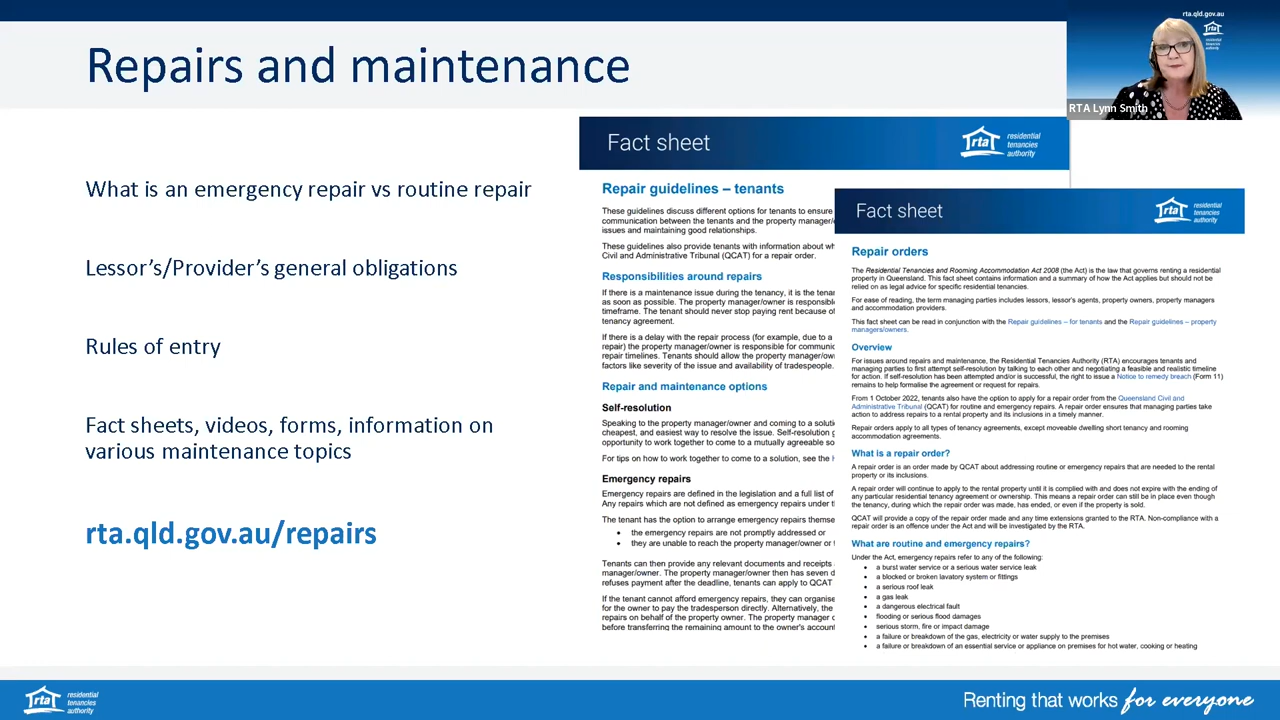 Repairs and maintenance
rta.qld.gov.au
residential
tenancies
authority
RTA Lynn Smith
What is an emergency repair vs routine repair
Lessor's/Provider's general obligations
Rules of entry
Fact sheets, videos, forms, information on
various maintenance topics
rta.qld.gov.au/repairs
Fact sheet
rta
residential
tenancies
authority
Repair guidelines – tenants
These guidelines discuss different options for tenants to ensure
communication between the tenants and the property manager/
issues and maintaining good relationships.
These guidelines also provide tenants with information about wh
Civil and Administrative Tribunal (QCAT) for a repair order.
Responsibilities around repairs
If there is a maintenance issue during the tenancy, it is the tenan
as soon as possible. The property manager/owner is responsible
timeframe. The tenant should never stop paying rent because of
tenancy agreement.
If there is a delay with the repair process (for example, due to a
repair) the property manager/owner is responsible for communic
repair timelines. Tenants should allow the property manager/own
factors like severity of the issue and availability of tradespeople.
Repair and maintenance options
Self-resolution
Speaking to the property manager/owner and coming to a soluti
cheapest, and easiest way to resolve the issue. Self-resolution g
opportunity to work together to come to a mutually agreeable so
For tips on how to work together to come to a solution, see the
Emergency repairs
Emergency repairs are defined in the legislation and a full list of
Any repairs which are not defined as emergency repairs under t
The tenant has the option to arrange emergency repairs themse
• the emergency repairs are not promptly addressed or
• they are unable to reach the property manager/owner or
Tenants can then provide any relevant documents and receipts
manager/owner. The property manager/owner then has seven d
refuses payment after the deadline, tenants can apply to QCAT
If the tenant cannot afford emergency repairs, they can organise
for the owner to pay the tradesperson directly. Alternatively, the
repairs on behalf of the property owner. The property manager
before transferring the remaining amount to the owner's account
Fact sheet
rta
residential
tenancies
authority
Repair orders
The Residential Tenancies and Rooming Accommodation Act 2008 (the Act) is the law that governs renting a residential
property in Queensland. This fact sheet contains information and a summary of how the Act applies but should not be
relied on as legal advice for specific residential tenancies.
For ease of reading, the term managing parties includes lessors, lessor's agents, property owners, property managers
and accommodation providers.
This fact sheet can be read in conjunction with the Repair guidelines – for tenants and the Repair guidelines – property
managers/owners.
Overview
For issues around repairs and maintenance, the Residential Tenancies Authority (RTA) encourages tenants and
managing parties to first attempt self-resolution by talking to each other and negotiating a feasible and realistic timeline
for action. If self-resolution has been attempted and/or is successful, the right to issue a Notice to remedy breach (Form 11)
remains to help formalise the agreement or request for repairs.
From 1 October 2022, tenants also have the option to apply for a repair order from the Queensland Civil and
Administrative Tribunal (QCAT) for routine and emergency repairs. A repair order ensures that managing parties take
action to address repairs to a rental property and its inclusions in a timely manner.
Repair orders apply to all types of tenancy agreements, except moveable dwelling short tenancy and rooming
accommodation agreements.
What is a repair order?
A repair order is an order made by QCAT about addressing routine or emergency repairs that are needed to the rental
property or its inclusions.
A repair order will continue to apply to the rental property until it is complied with and does not expire with the ending of
any particular residential tenancy agreement or ownership. This means a repair order can still be in place even though
the tenancy, during which the repair order was made, has ended, or even if the property is sold.
QCAT will provide a copy of the repair order made and any time extensions granted to the RTA. Non-compliance with a
repair order is an offence under the Act and will be investigated by the RTA.
What are routine and emergency repairs?
Under the Act, emergency repairs refer to any of the following:
• a burst water service or a serious water service leak
• a blocked or broken lavatory system or fittings
• a serious roof leak
• a gas leak
• a dangerous electrical fault
• flooding or serious flood damages
• serious storm, fire or impact damage
• a failure or breakdown of the gas, electricity or water supply to the premises
• a failure or breakdown of an essential service or appliance on premises for hot water, cooking or heating
rta
residential
tenancies
authority
Renting that works for everyone